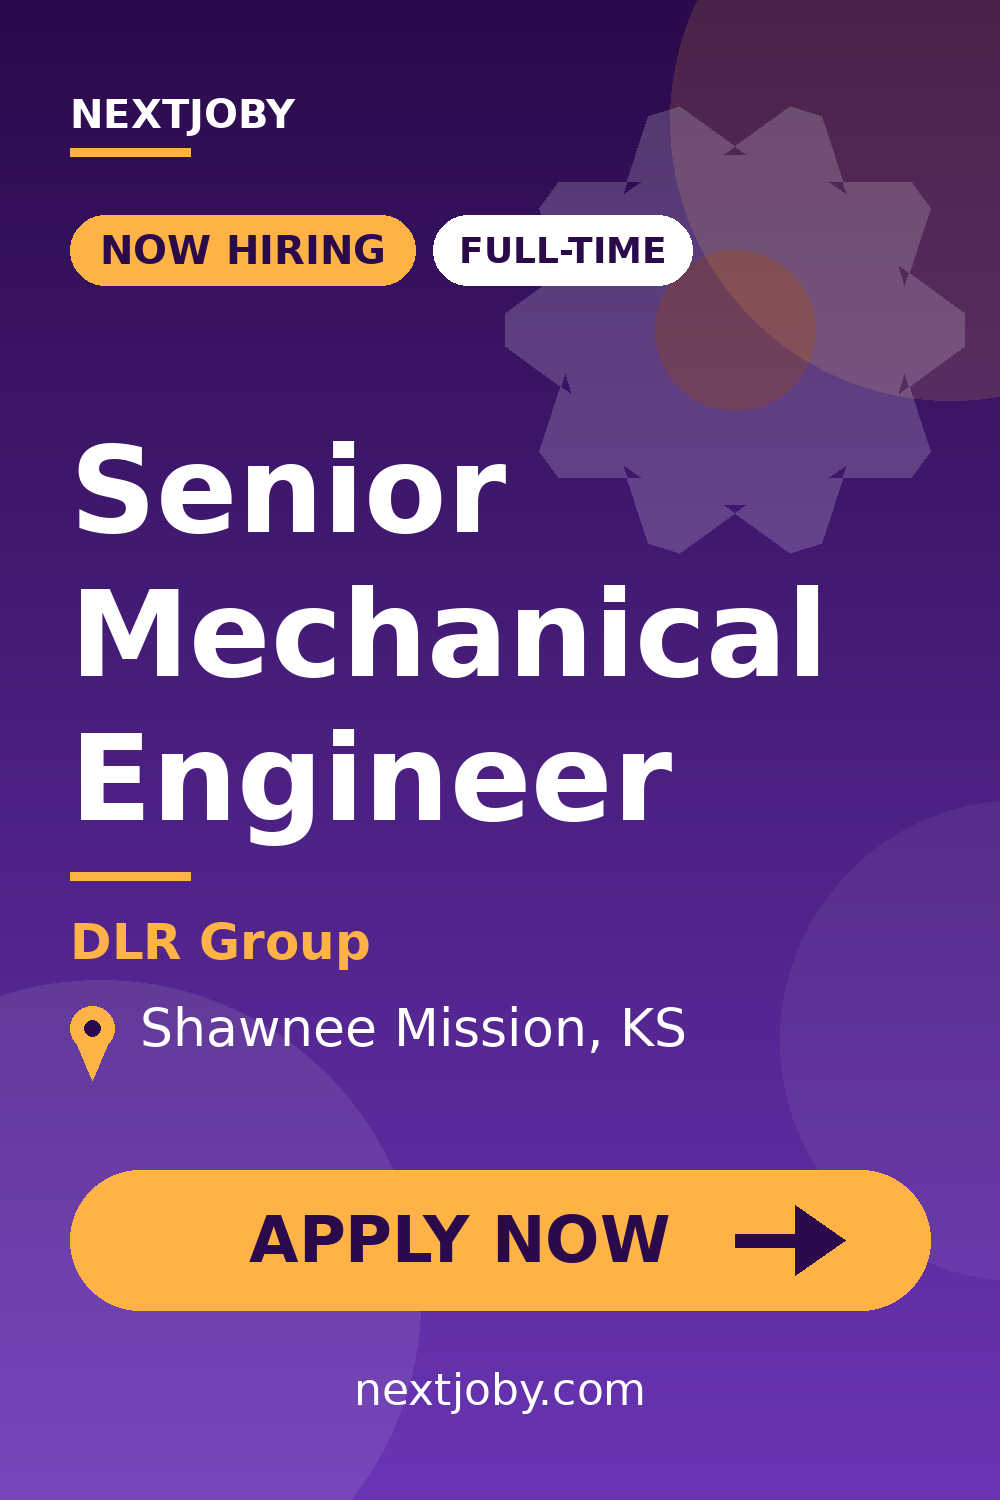 NEXTJOBY
NOW HIRING
FULL-TIME
Senior
Mechanical
Engineer
DLR Group
Shawnee Mission, KS
APPLY NOW
nextjoby.com